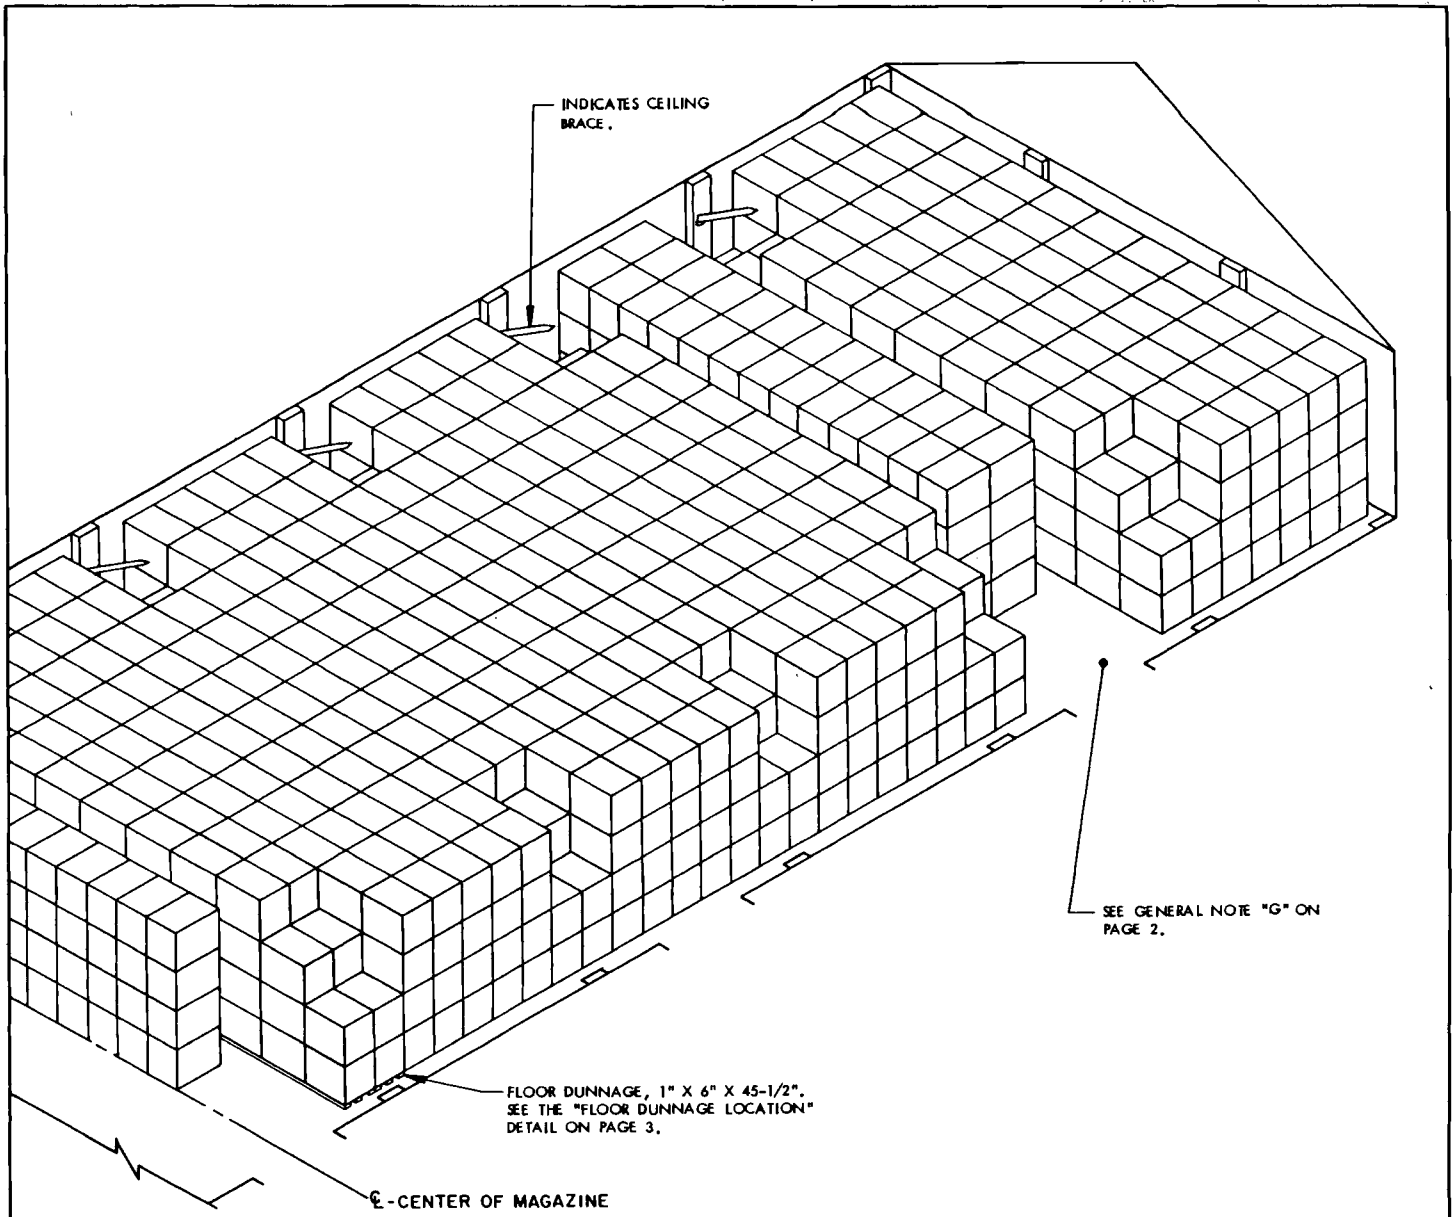 INDICATES CEILING
BRACE.
SEE GENERAL NOTE "G" ON
PAGE 2.
FLOOR DUNNAGE, 1" X 6" X 45-1/2".
SEE THE "FLOOR DUNNAGE LOCATION"
DETAIL ON PAGE 3.
℄-CENTER OF MAGAZINE